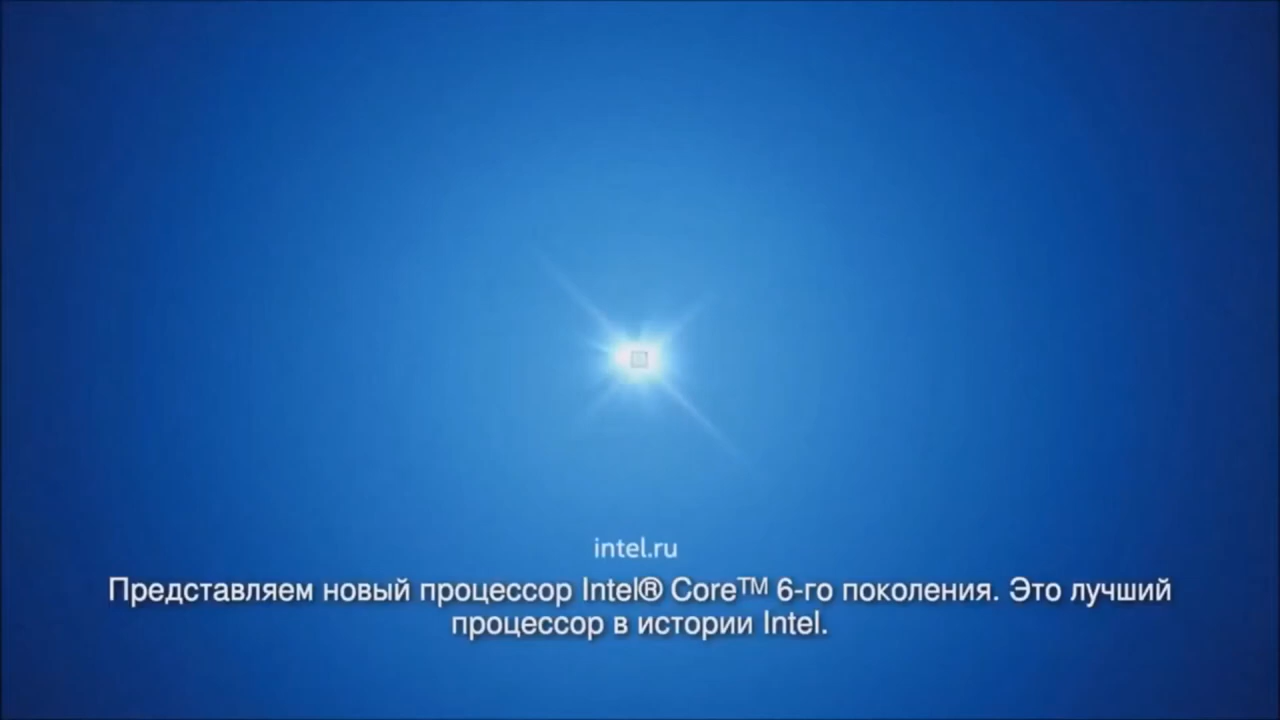 intel.ru
Представляем новый процессор Intel® Core™ 6-го поколения. Это лучший
процессор в истории Intel.